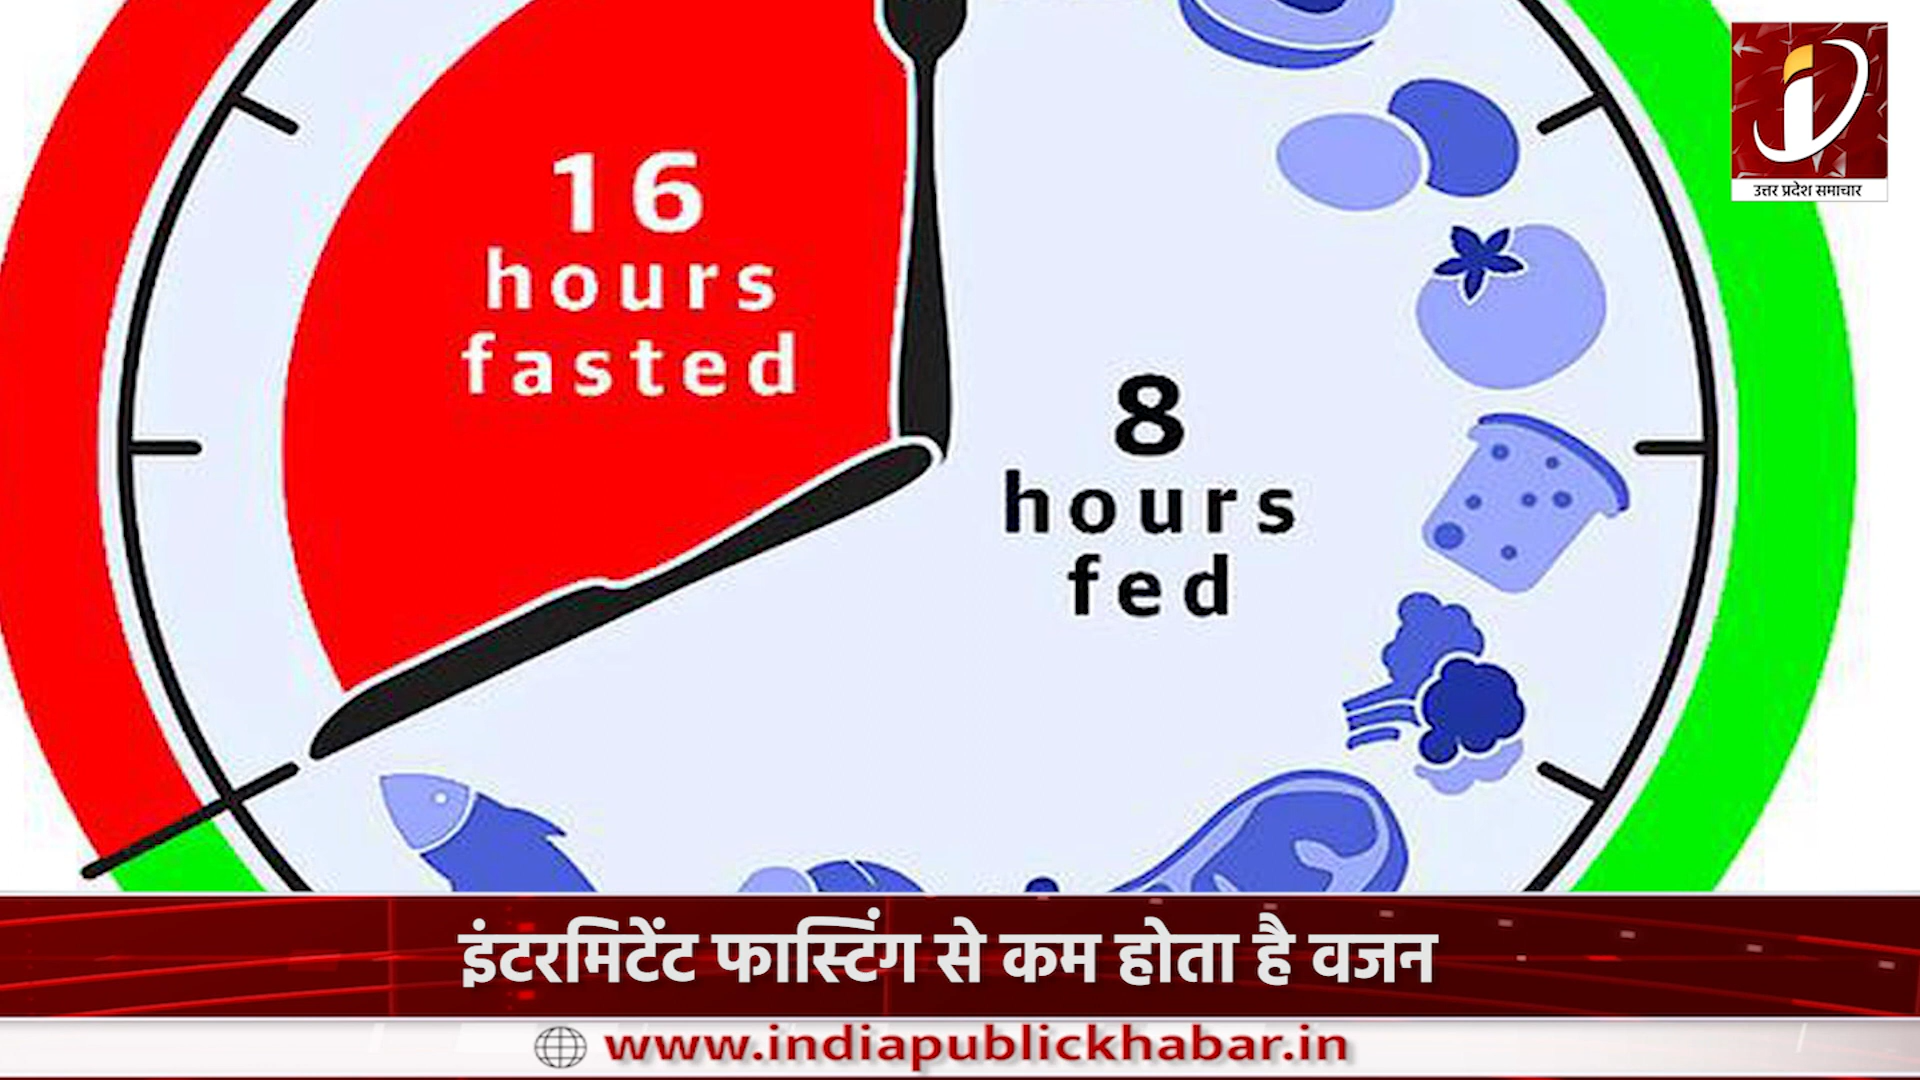 16
hours
fasted
8
hours
fed
उत्तर प्रदेश समाचार
इंटरमिटेंट फास्टिंग से कम होता है वजन
www.indiapublickhabar.in